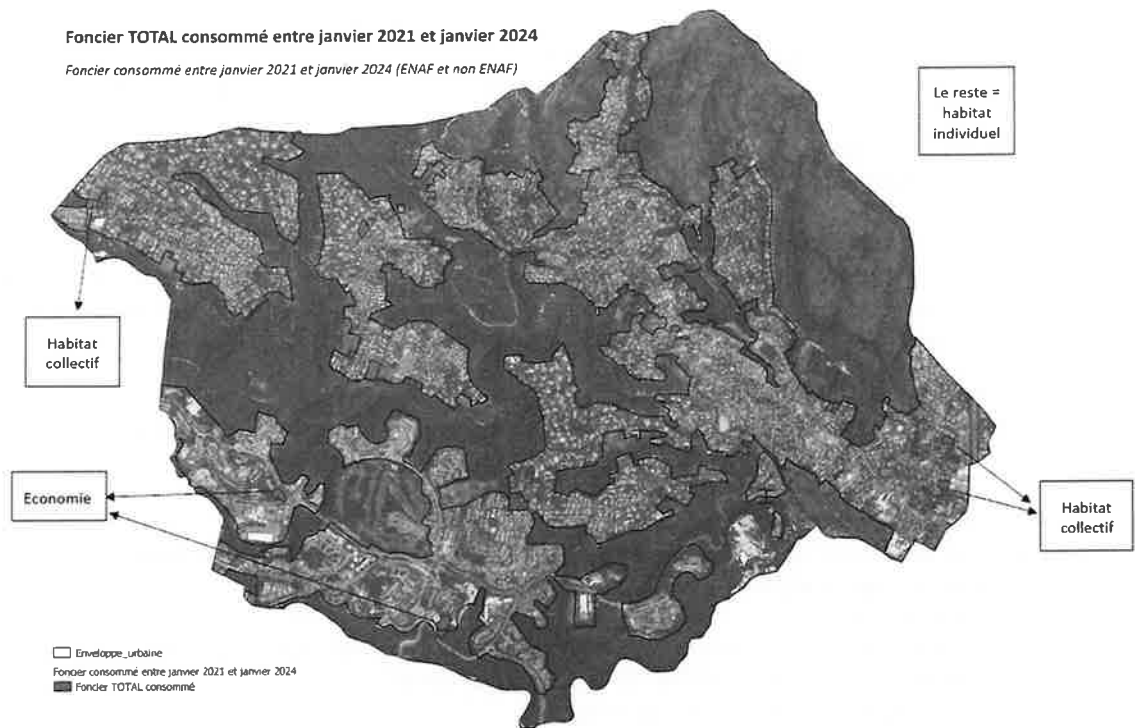 Foncier TOTAL consommé entre janvier 2021 et janvier 2024
Foncier consommé entre janvier 2021 et janvier 2024 (ENAF et non ENAF)
Le reste =
habitat
individuel
Habitat
collectif
Economie
Habitat
collectif
Enveloppe_urbaine
Foncier consommé entre janvier 2021 et janvier 2024
Foncier TOTAL consommé